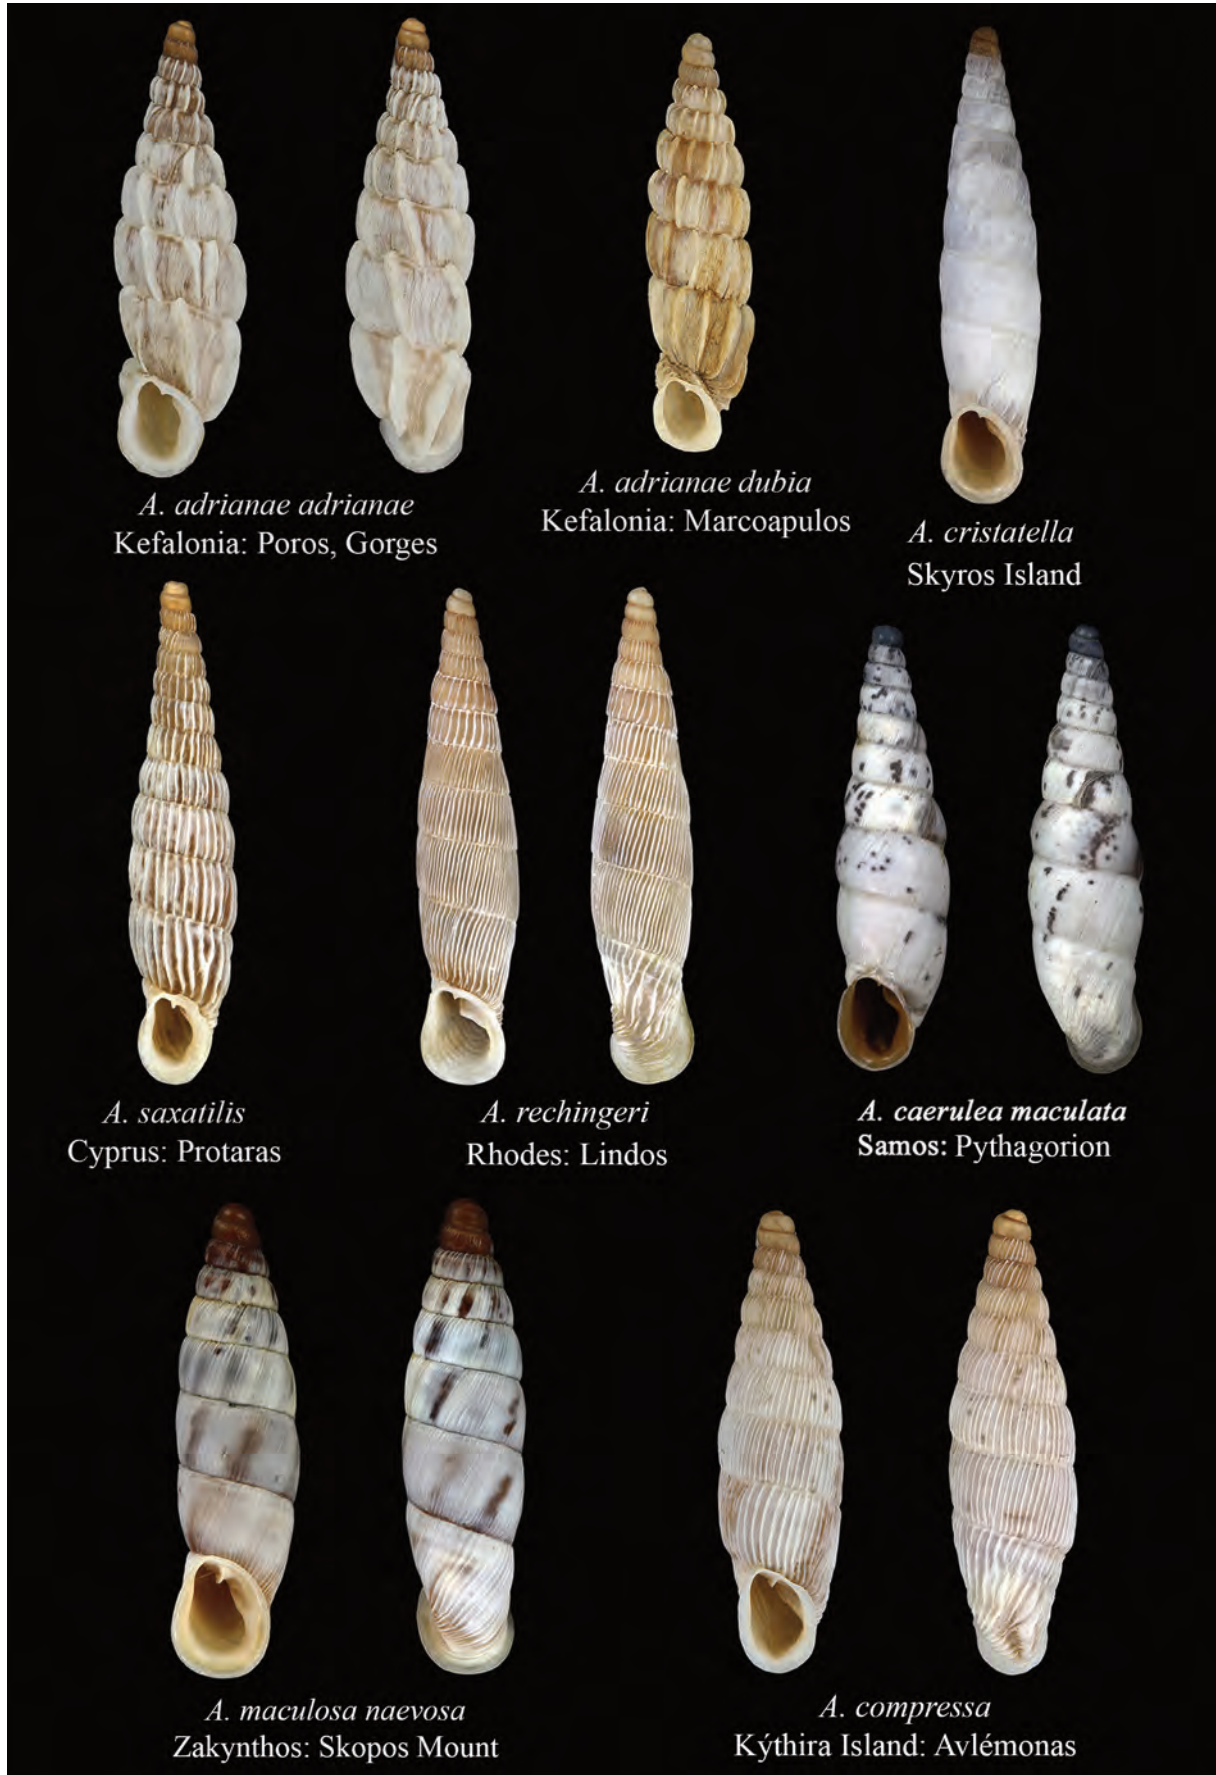 A. adrianae adrianae
Kefalonia: Poros, Gorges
A. adrianae dubia
Kefalonia: Marcoapulos
A. cristatella
Skyros Island
A. saxatilis
Cyprus: Protaras
A. rechingeri
Rhodes: Lindos
A. caerulea maculata
Samos: Pythagorion
A. maculosa naevosa
Zakynthos: Skopos Mount
A. compressa
Kýthira Island: Avlémonas